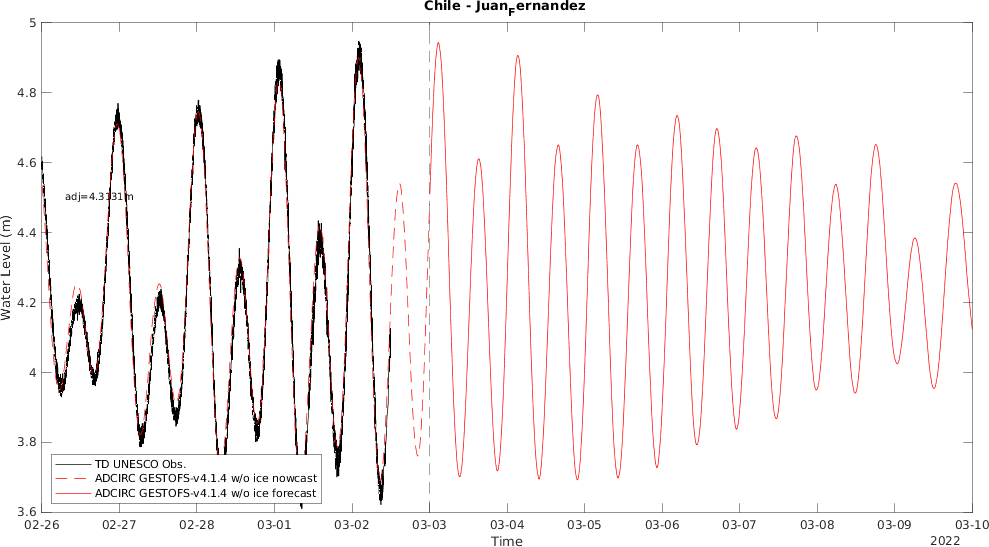 Chile - Juan_Fernandez
5
4.8
4.6
4.4
4.2
4
3.8
3.6
Water Level (m)
adj=4.3131m
TD UNESCO Obs.
ADCIRC GESTOFS-v4.1.4 w/o ice nowcast
ADCIRC GESTOFS-v4.1.4 w/o ice forecast
02-26 02-27 02-28 03-01 03-02 03-03 03-04 03-05 03-06 03-07 03-08 03-09 03-10
Time
2022